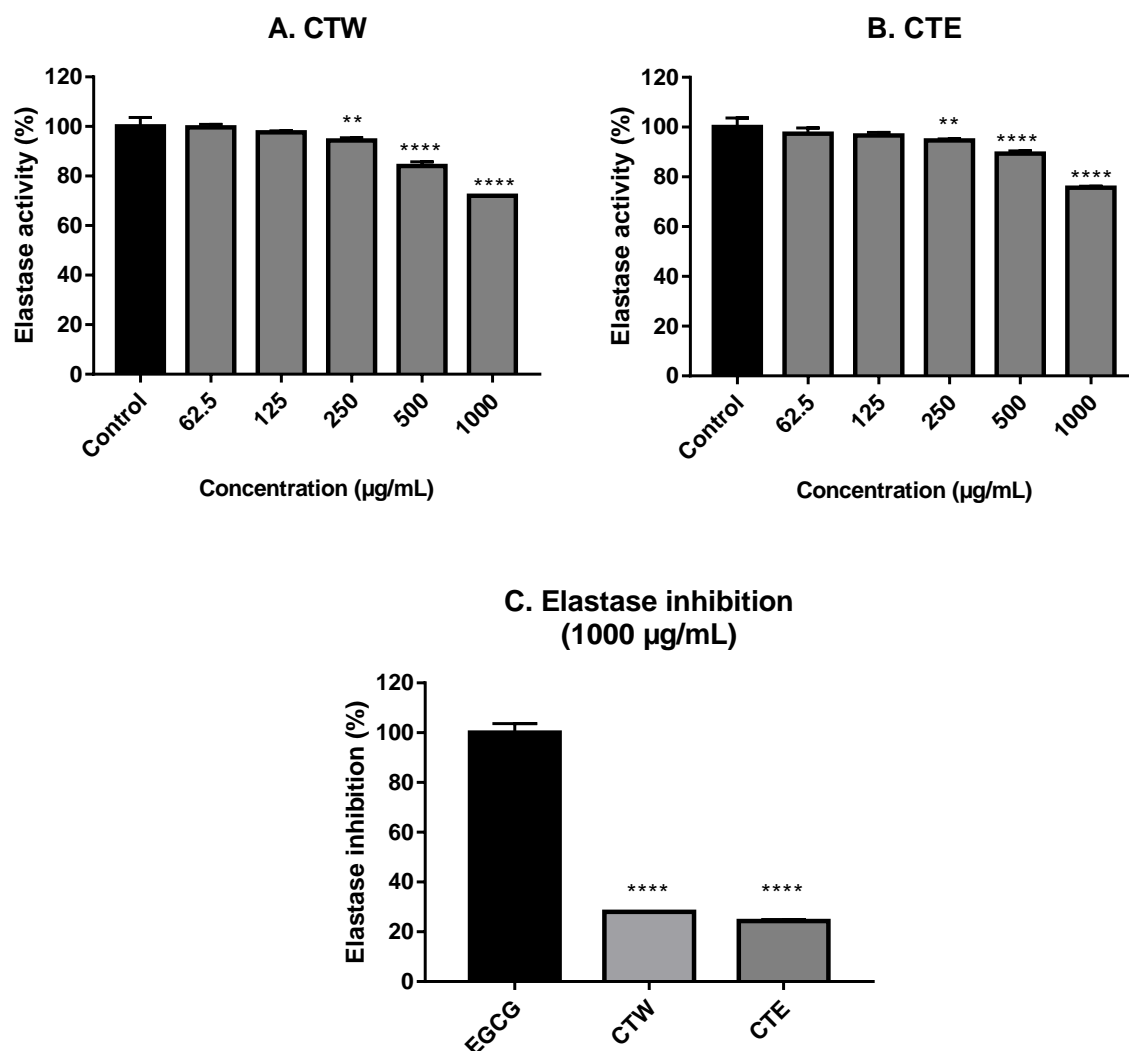 A. CTW
Elastase activity (%)
120
100
80
60
40
20
0
**
****
****
Control
62.5
125
250
500
1000
Concentration (µg/mL)
B. CTE
Elastase activity (%)
120
100
80
60
40
20
0
**
****
****
Control
62.5
125
250
500
1000
Concentration (µg/mL)
C. Elastase inhibition
(1000 µg/mL)
Elastase inhibition (%)
120
100
80
60
40
20
0
****
****
EGCG
CTW
CTE